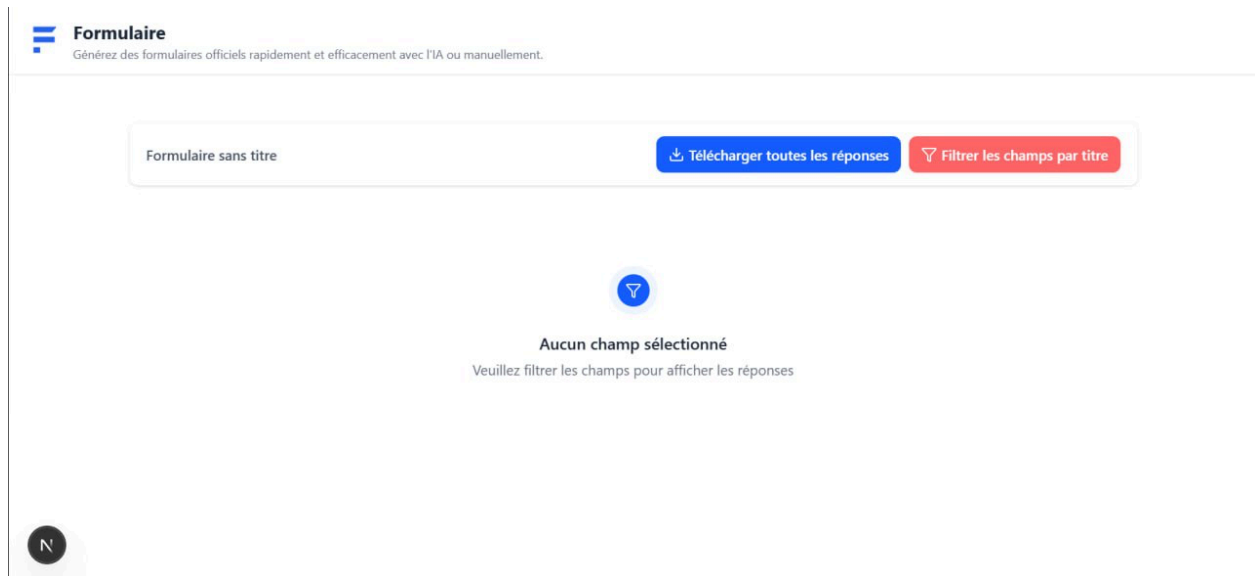 Formulaire
Générez des formulaires officiels rapidement et efficacement avec l'IA ou manuellement.
Formulaire sans titre
Télécharger toutes les réponses
Filtrer les champs par titre
Aucun champ sélectionné
Veuillez filtrer les champs pour afficher les réponses
N